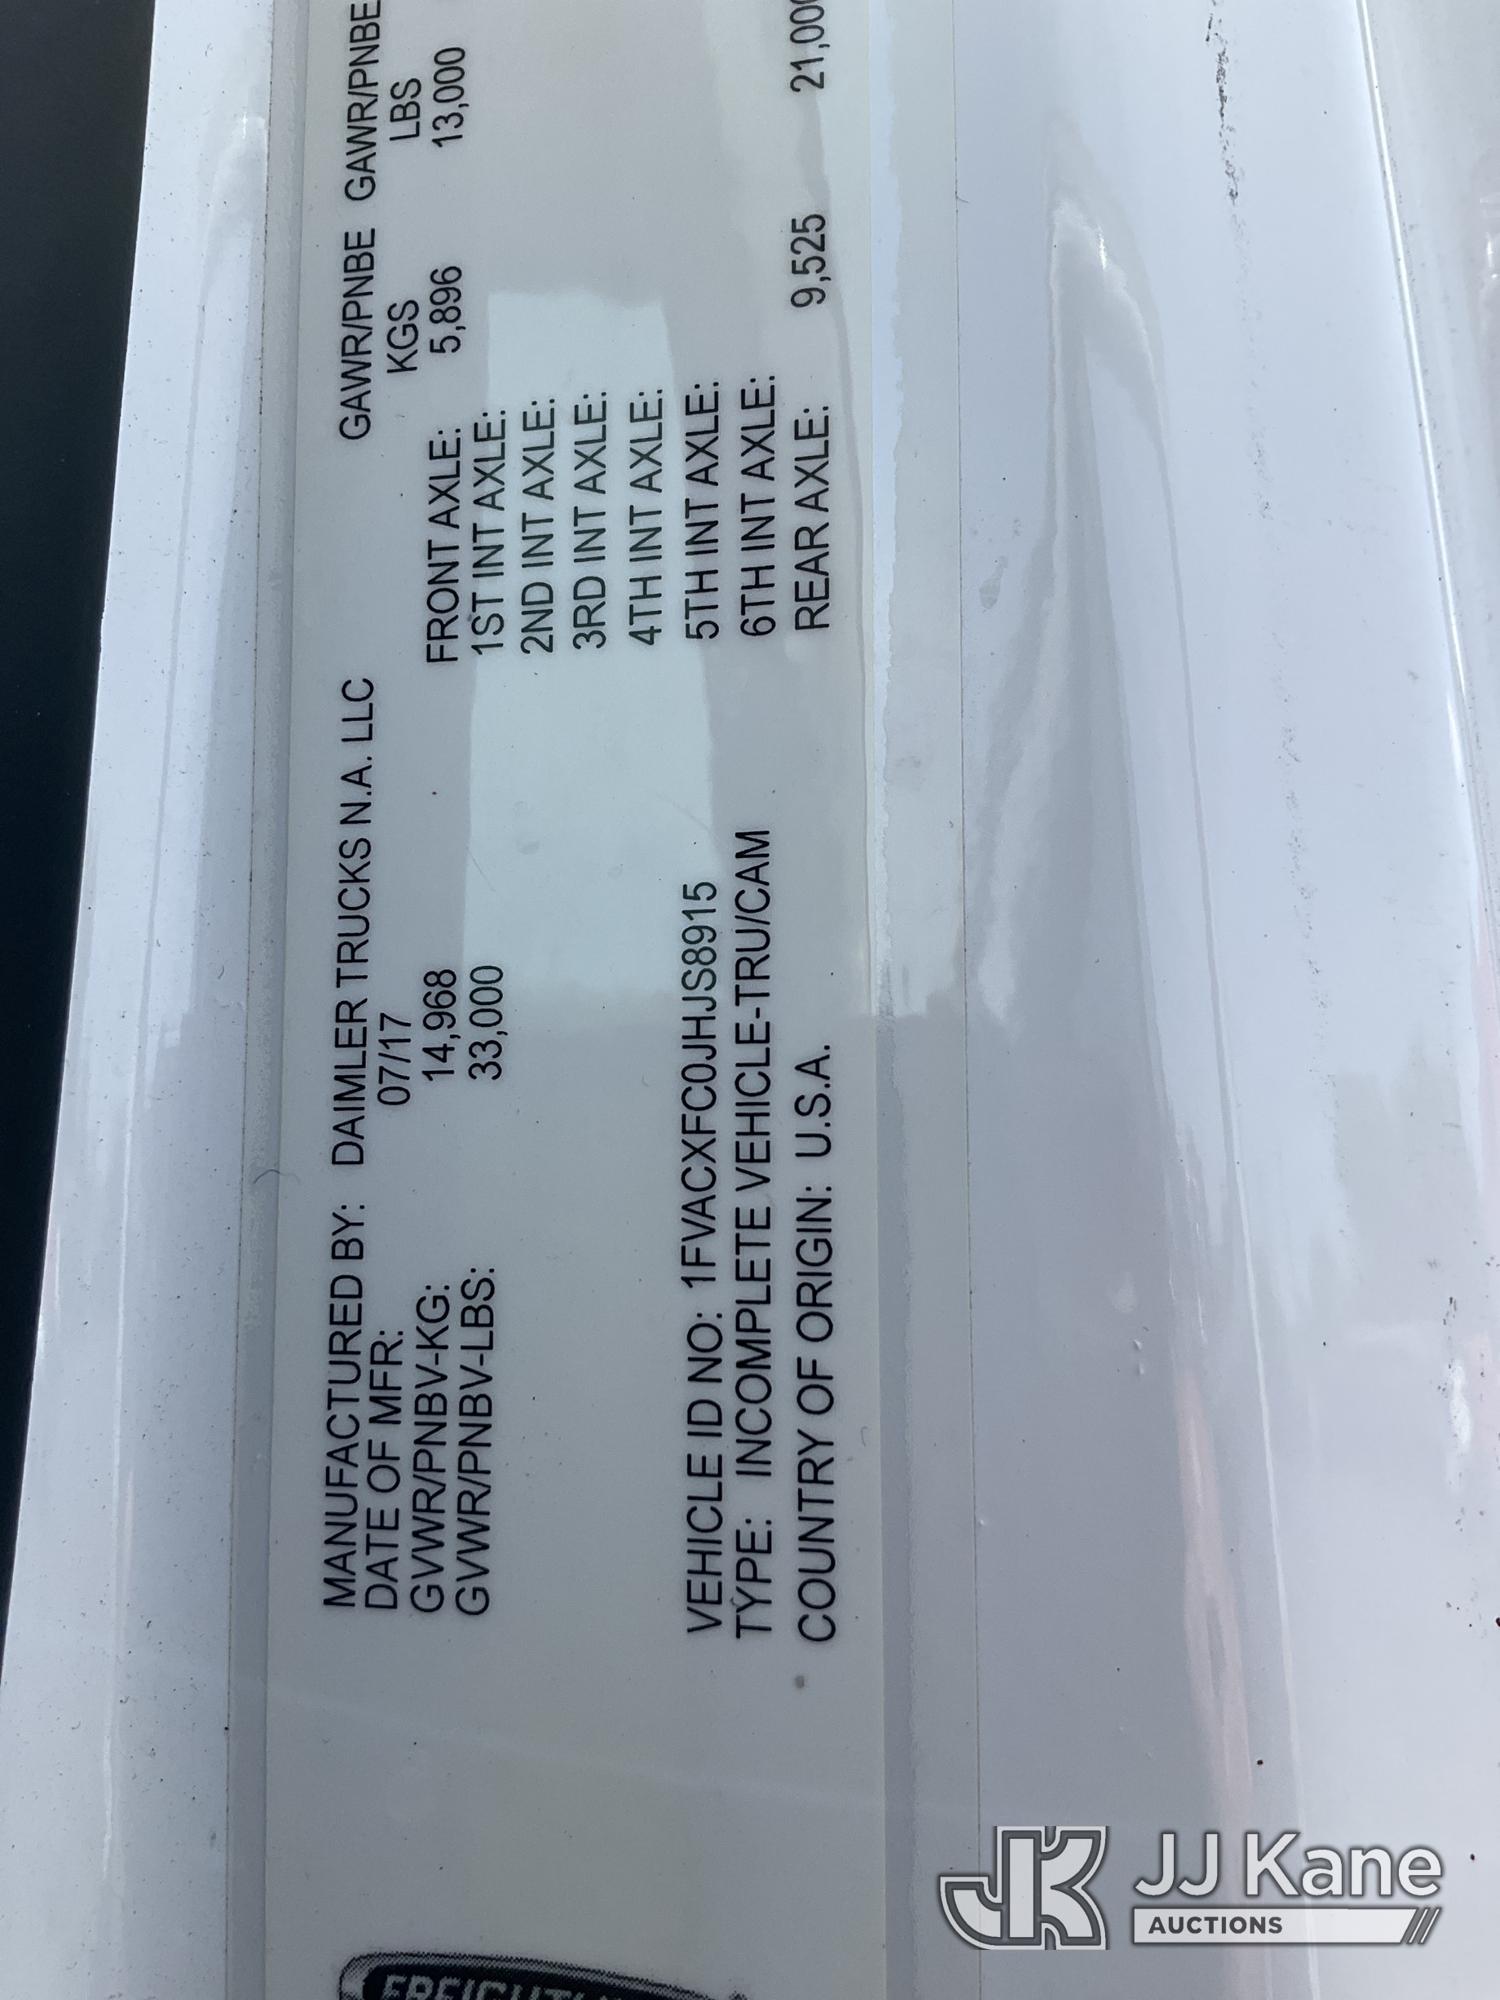 MANUFACTURED BY: DAIMLER TRUCKS N.A. LLC GAWR/PNBE GAWR/PNBE
DATE OF MFR: 07/17 KGS LBS
GVWR/PNBV-KG: 14,968 FRONT AXLE: 5,896 13,000
GVWR/PNBV-LBS: 33,000 1ST INT AXLE:
2ND INT AXLE:
3RD INT AXLE:
4TH INT AXLE:
VEHICLE ID NO: 1FVACXFC0JHJS8915 5TH INT AXLE:
TYPE: INCOMPLETE VEHICLE-TRU/CAM 6TH INT AXLE:
COUNTRY OF ORIGIN: U.S.A. REAR AXLE: 9,525 21,000
JK
JJ Kane
AUCTIONS